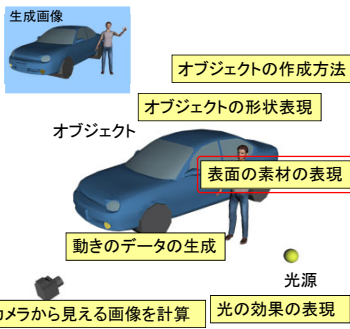 生成画像
オブジェクトの作成方法
オブジェクトの形状表現
オブジェクト
表面の素材の表現
動きのデータの生成
光源
カメラから見える画像を計算
光の効果の表現